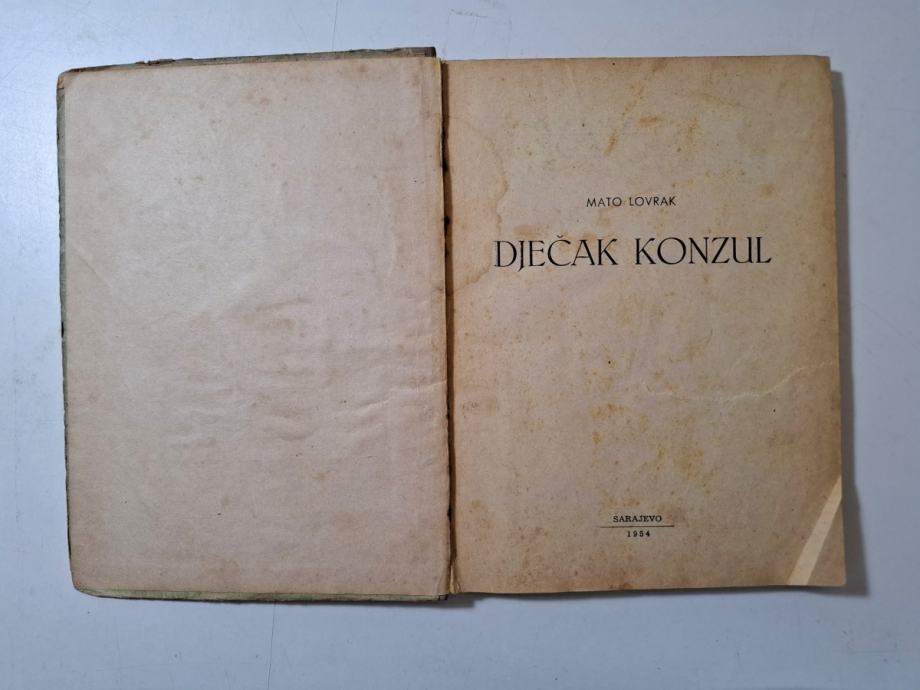 MATO LOVRAK
DJEČAK KONZUL
SARAJEVO
1954